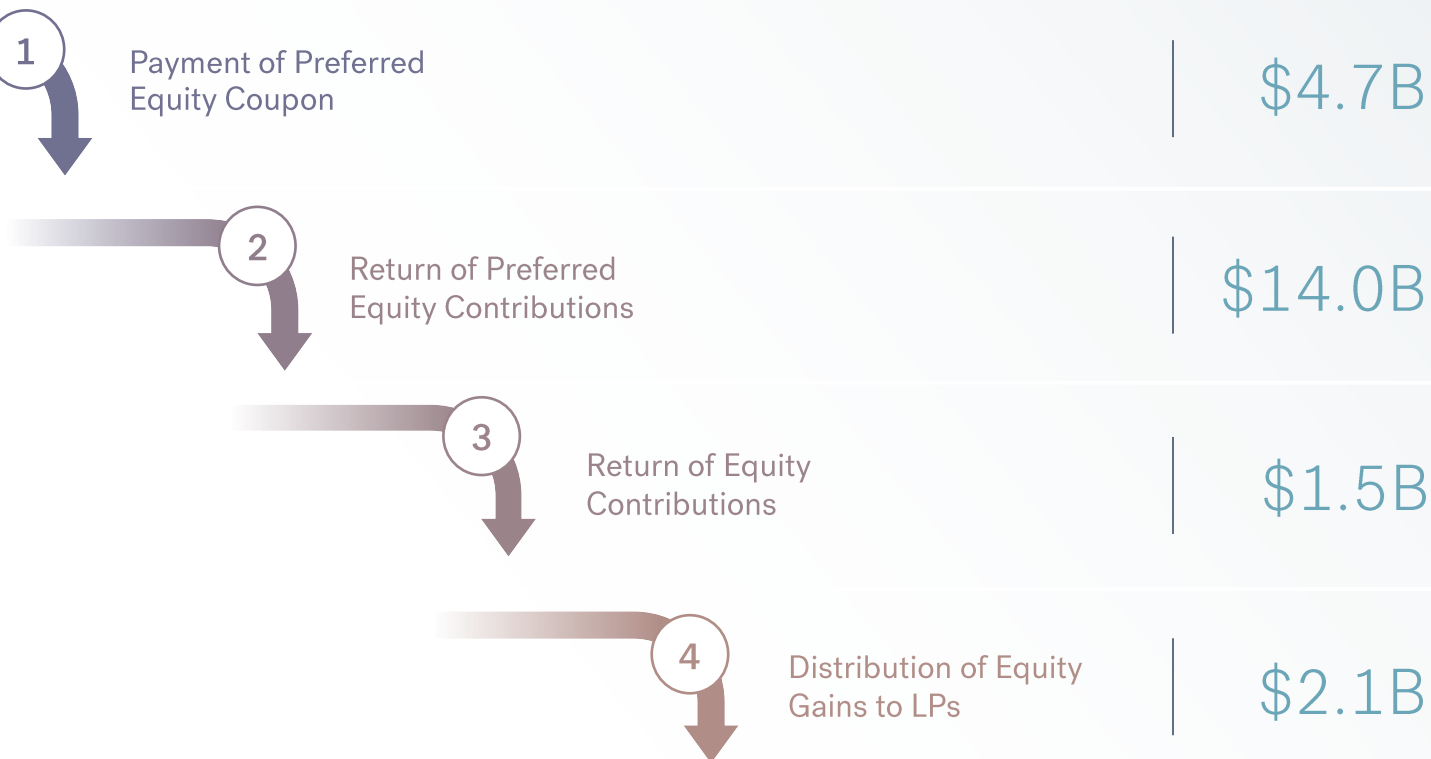 1
Payment of Preferred
Equity Coupon
$4.7B
2
Return of Preferred
Equity Contributions
$14.0B
3
Return of Equity
Contributions
$1.5B
4
Distribution of Equity
Gains to LPs
$2.1B